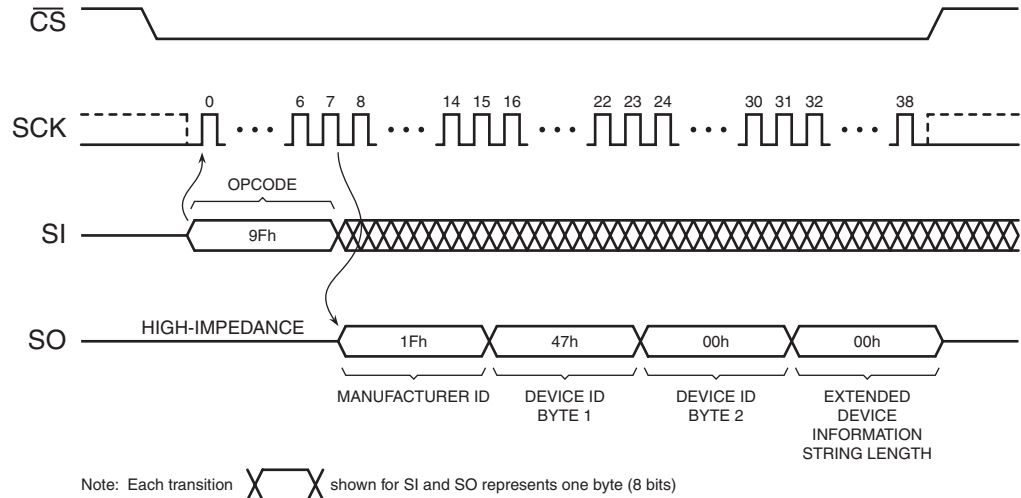 CS
SCK
0 6 7 8 14 15 16 22 23 24 30 31 32 38
OPCODE
SI
9Fh
HIGH-IMPEDANCE
SO
1Fh 47h 00h 00h
MANUFACTURER ID
DEVICE ID
BYTE 1
DEVICE ID
BYTE 2
EXTENDED
DEVICE
INFORMATION
STRING LENGTH
Note: Each transition shown for SI and SO represents one byte (8 bits)